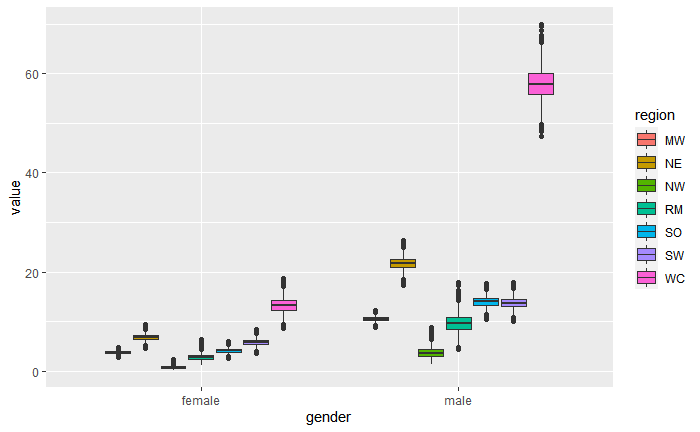 60
40
20
0
value
female
male
gender
region
MW
NE
NW
RM
SO
SW
WC